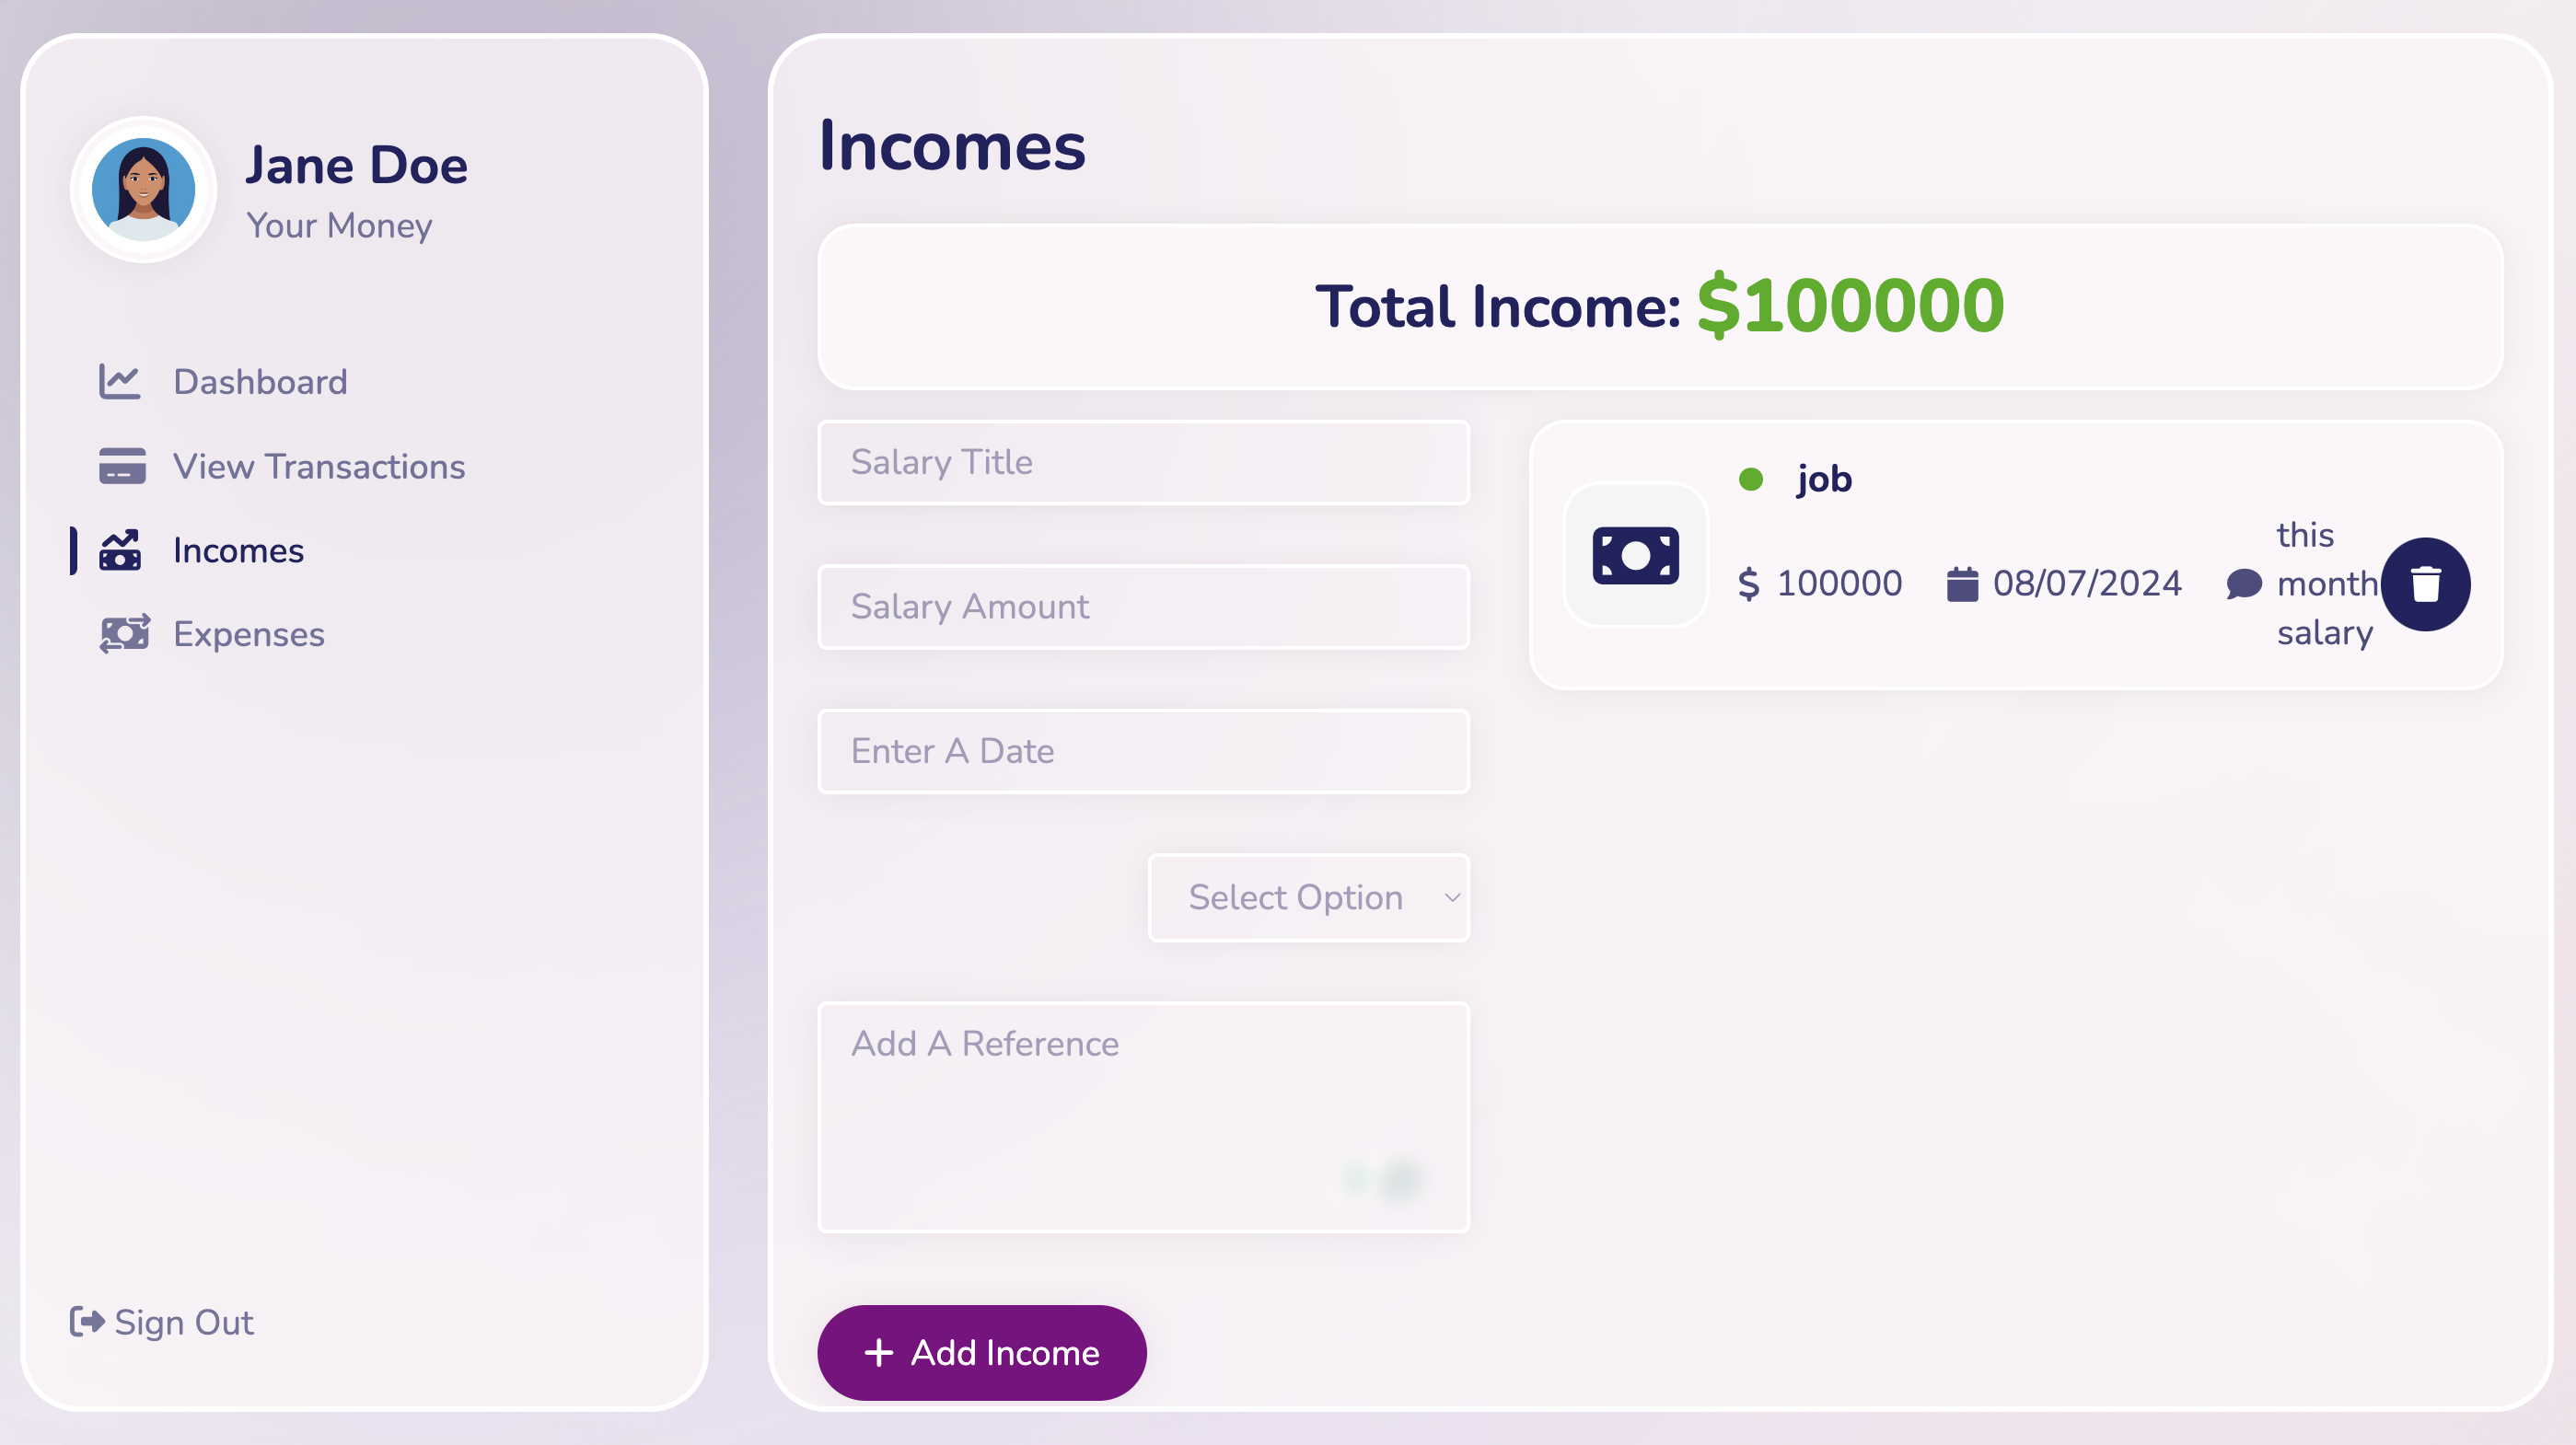 Jane Doe
Your Money
Dashboard
View Transactions
Incomes
Expenses
Sign Out
Incomes
Total Income: $100000
Salary Title
Salary Amount
Enter A Date
Select Option
Add A Reference
+ Add Income
job
$ 100000 08/07/2024
this
month
salary